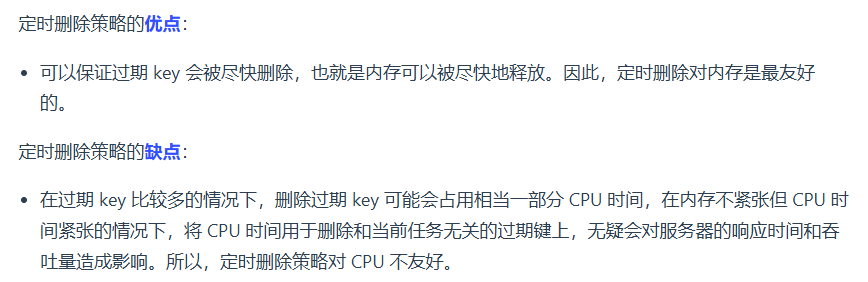 定时删除策略的优点：
• 可以保证过期 key 会被尽快删除，也就是内存可以被尽快地释放。因此，定时删除对内存是最友好
的。
定时删除策略的缺点：
• 在过期 key 比较多的情况下，删除过期 key 可能会占用相当一部分 CPU 时间，在内存不紧张但 CPU 时
间紧张的情况下，将 CPU 时间用于删除和当前任务无关的过期键上，无疑会对服务器的响应时间和吞
吐量造成影响。所以，定时删除策略对 CPU 不友好。